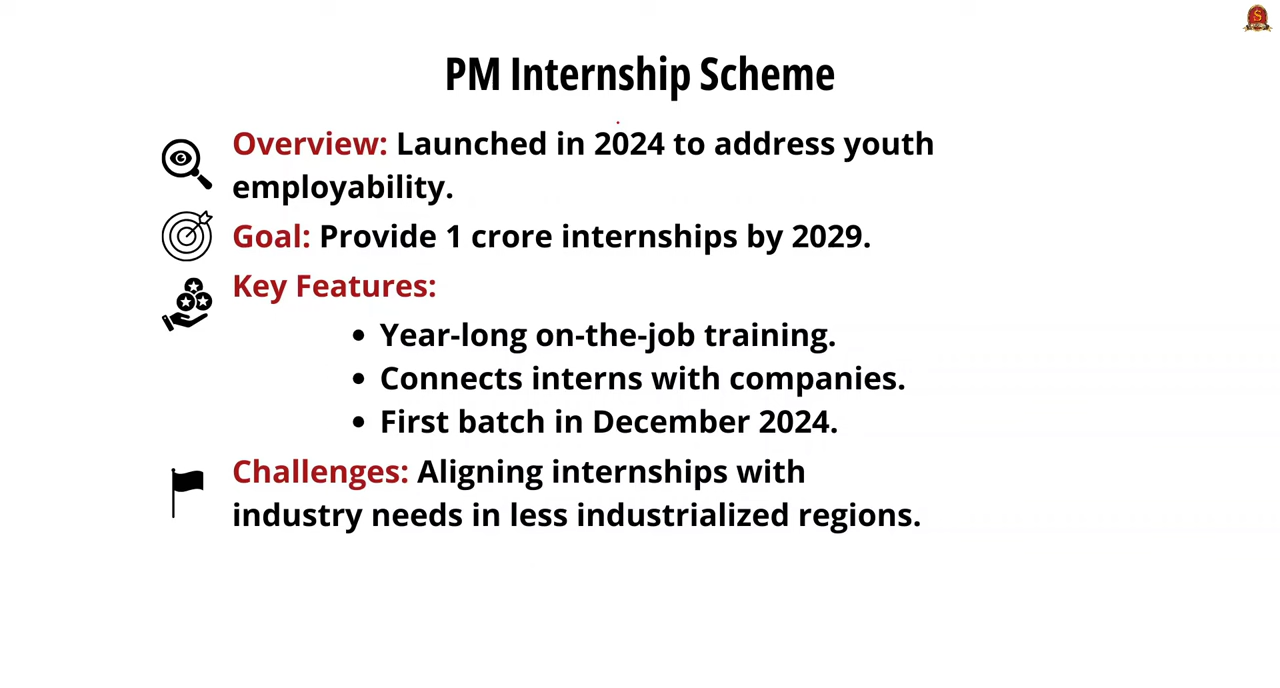 PM Internship Scheme
Overview: Launched in 2024 to address youth
employability.
Goal: Provide 1 crore internships by 2029.
Key Features:
• Year-long on-the-job training.
• Connects interns with companies.
• First batch in December 2024.
Challenges: Aligning internships with
industry needs in less industrialized regions.